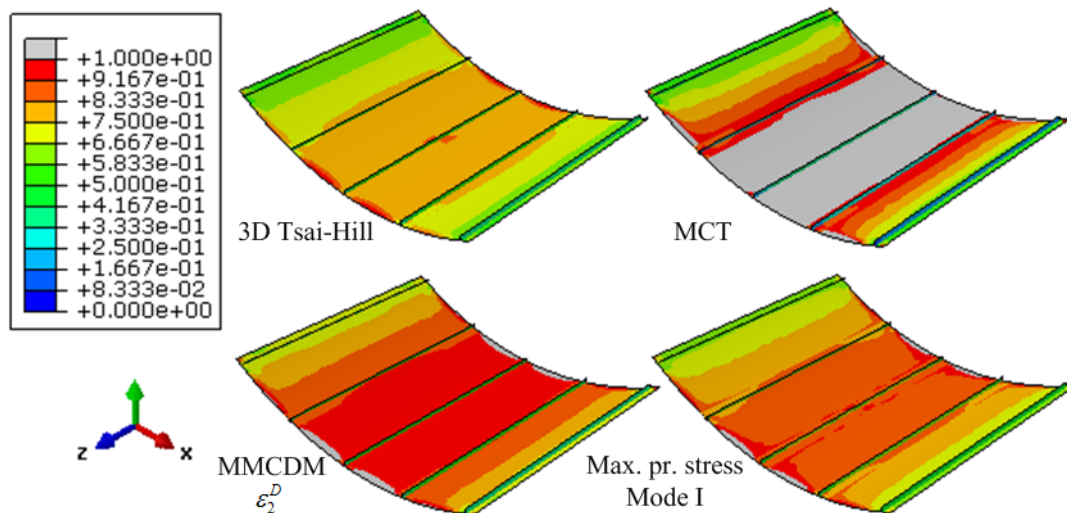 +1.000e+00
+9.167e-01
+8.333e-01
+7.500e-01
+6.667e-01
+5.833e-01
+5.000e-01
+4.167e-01
+3.333e-01
+2.500e-01
+1.667e-01
+8.333e-02
+0.000e+00
3D Tsai-Hill
MCT
z
x
MMCDM
ε₂ᴰ
Max. pr. stress
Mode I